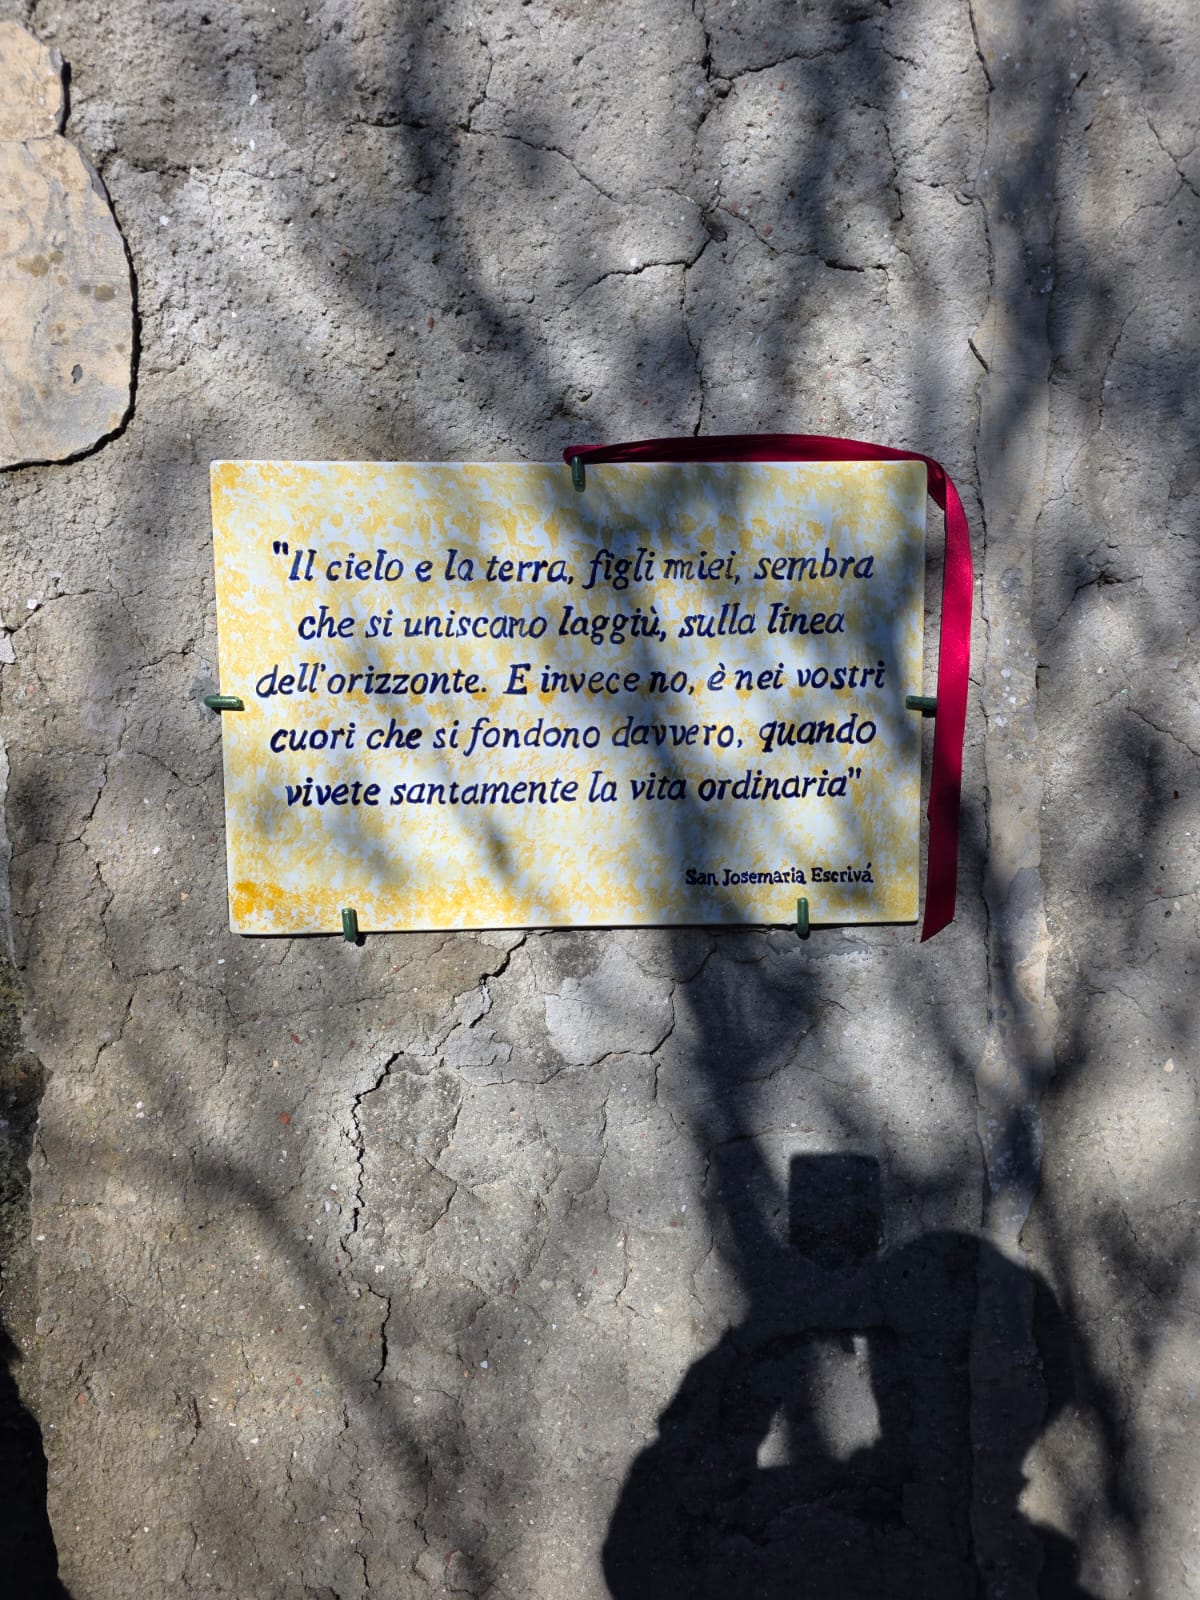 "Il cielo e la terra, figli miei, sembra
che si uniscano laggiù, sulla linea
dell'orizzonte. E invece no, è nei vostri
cuori che si fondono davvero, quando
vivete santamente la vita ordinaria"
San Josemaria Escrivá